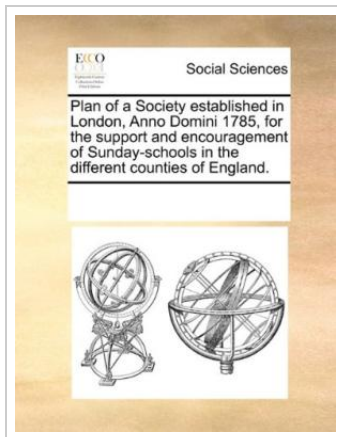 ECCO
Social Sciences
Plan of a Society established in
London, Anno Domini 1785, for
the support and encouragement
of Sunday-schools in the
different counties of England.